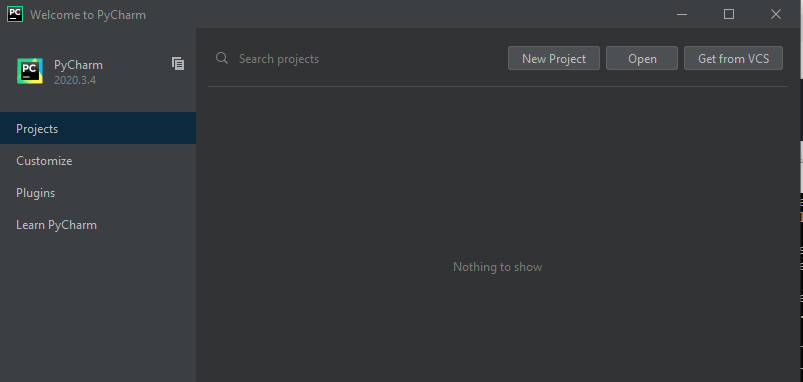 PC Welcome to PyCharm
PC PyCharm
2020.3.4
Projects
Customize
Plugins
Learn PyCharm
Search projects
New Project
Open
Get from VCS
Nothing to show